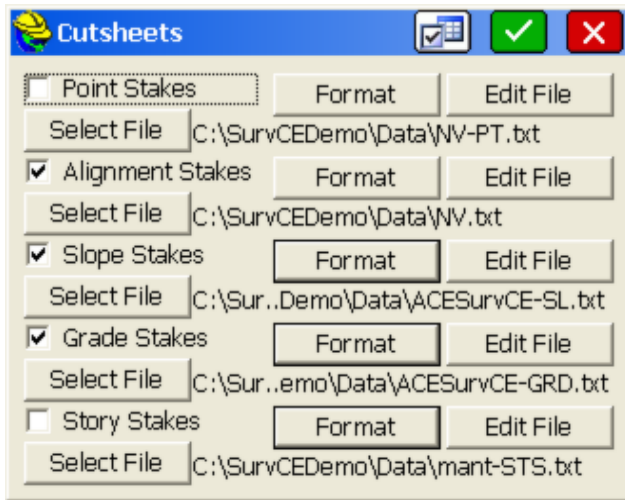 Cutsheets
Point Stakes Format Edit File
Select File C:\SurvCEDemo\Data\NV-PT.txt
Alignment Stakes Format Edit File
Select File C:\SurvCEDemo\Data\NV.txt
Slope Stakes Format Edit File
Select File C:\Sur..Demo\Data\ACESurvCE-SL.txt
Grade Stakes Format Edit File
Select File C:\Sur..emo\Data\ACESurvCE-GRD.txt
Story Stakes Format Edit File
Select File C:\SurvCEDemo\Data\mant-STS.txt